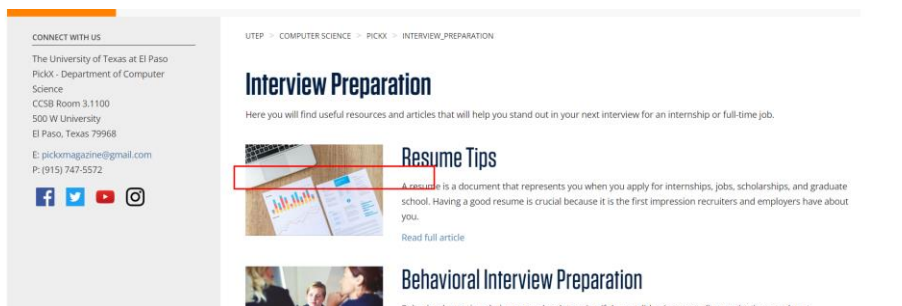 CONNECT WITH US
The University of Texas at El Paso
PickX - Department of Computer
Science
CCSB Room 3.1100
500 W University
El Paso, Texas 79968
E: pickxmagazine@gmail.com
P: (915) 747-5572
UTEP > COMPUTER SCIENCE > PICKX > INTERVIEW_PREPARATION
Interview Preparation
Here you will find useful resources and articles that will help you stand out in your next interview for an internship or full-time job.
Resume Tips
A resume is a document that represents you when you apply for internships, jobs, scholarships, and graduate
school. Having a good resume is crucial because it is the first impression recruiters and employers have about
you.
Read full article
Behavioral Interview Preparation